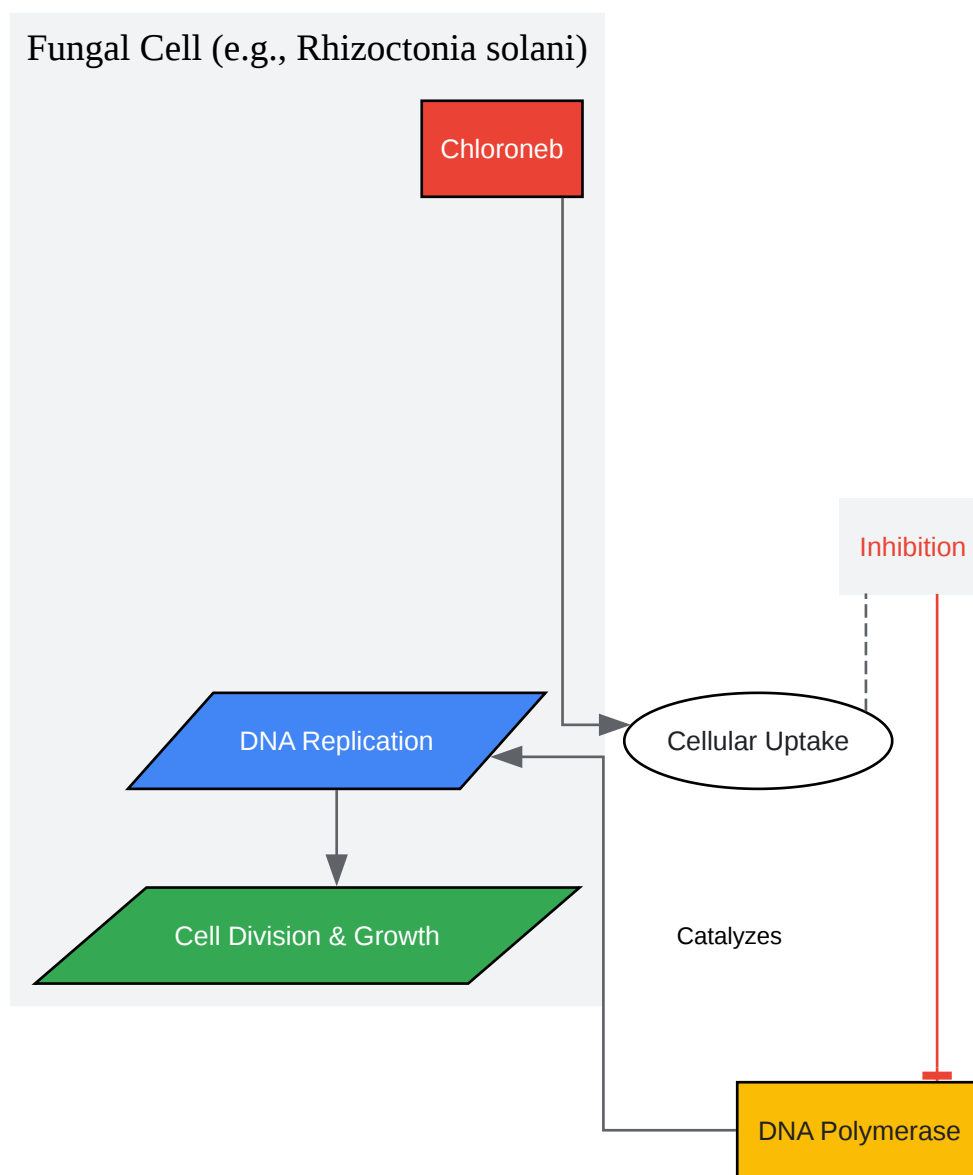 Fungal Cell (e.g., Rhizoctonia solani)
Chloroneb
Inhibition
DNA Replication
Cellular Uptake
Cell Division & Growth
Catalyzes
DNA Polymerase